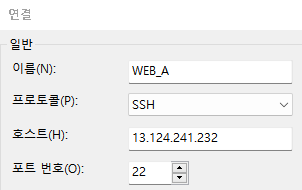 연결
일반
이름(N): WEB_A
프로토콜(P): SSH
호스트(H): 13.124.241.232
포트 번호(O): 22